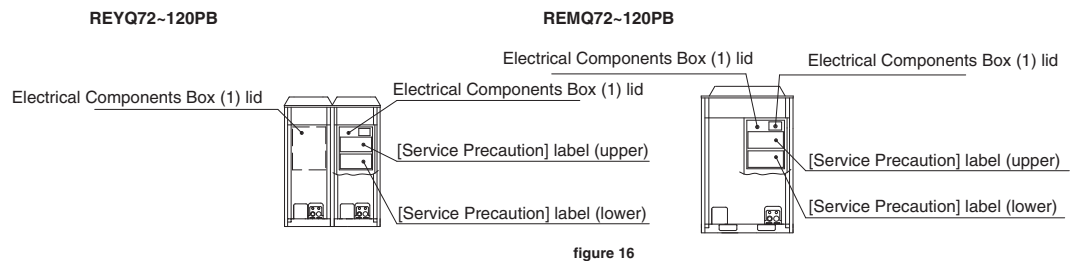 REYQ72~120PB
REMQ72~120PB
Electrical Components Box (1) lid
Electrical Components Box (1) lid
[Service Precaution] label (upper)
[Service Precaution] label (lower)
Electrical Components Box (1) lid
Electrical Components Box (1) lid
[Service Precaution] label (upper)
[Service Precaution] label (lower)
figure 16